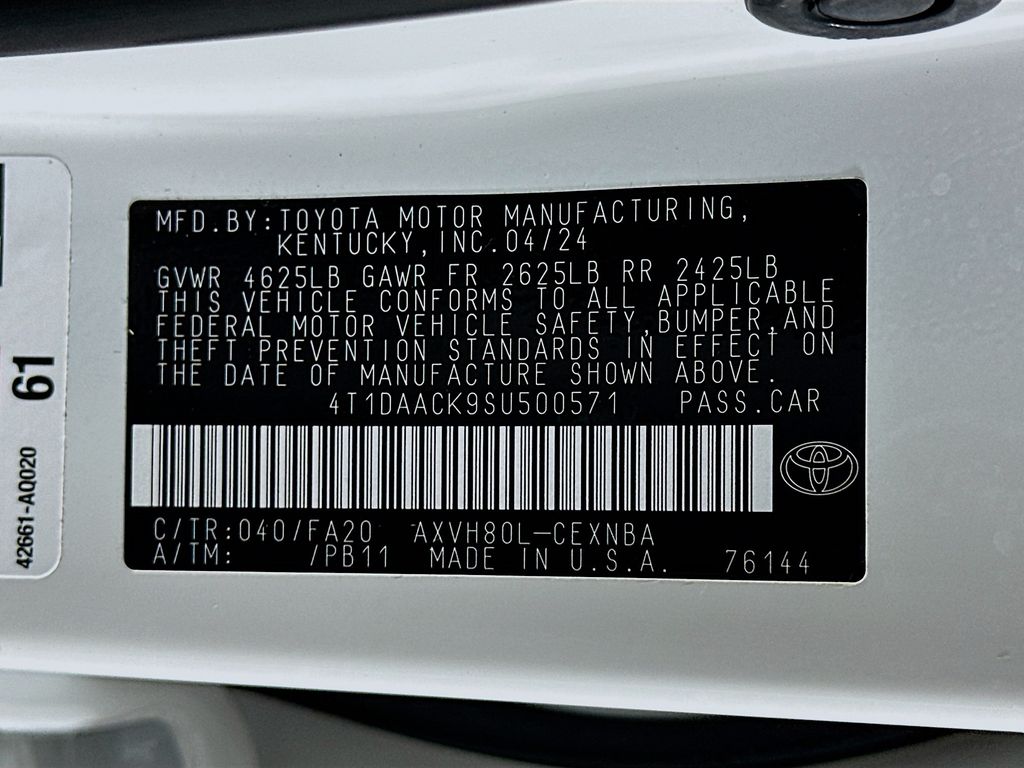 MFD.BY:TOYOTA MOTOR MANUFACTURING,
KENTUCKY,INC.04/24
GVWR 4625LB GAWR FR 2625LB RR 2425LB
THIS VEHICLE CONFORMS TO ALL APPLICABLE
FEDERAL MOTOR VEHICLE SAFETY,BUMPER,AND
THEFT PREVENTION STANDARDS IN EFFECT ON
THE DATE OF MANUFACTURE SHOWN ABOVE.
4T1DAACK9SU500571 PASS.CAR
C/TR:040/FA20 AXVH80L-CEXNBA
A/TM: /PB11 MADE IN U.S.A. 76144
61
42661-AQ020